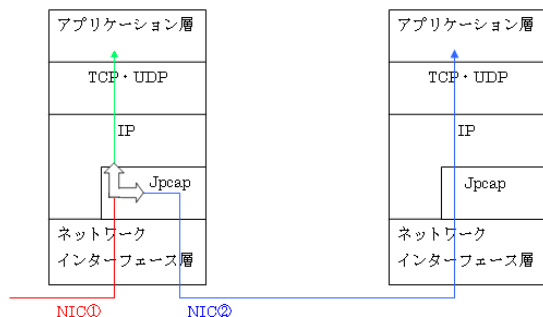 アプリケーション層
TCP・UDP
IP
Jpcap
ネットワーク
インターフェース層
NIC①
NIC②
アプリケーション層
TCP・UDP
IP
Jpcap
ネットワーク
インターフェース層